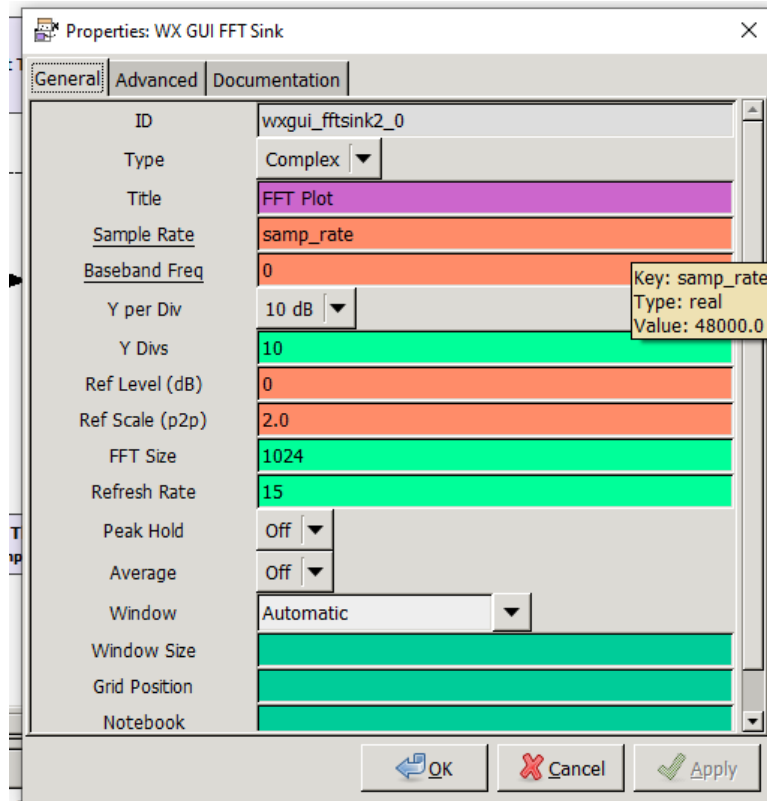 Properties: WX GUI FFT Sink
General Advanced Documentation
ID wxgui_fftsink2_0
Type Complex
Title FFT Plot
Sample Rate samp_rate
Baseband Freq 0
Key: samp_rate
Type: real
Value: 48000.0
Y per Div 10 dB
Y Divs 10
Ref Level (dB) 0
Ref Scale (p2p) 2.0
FFT Size 1024
Refresh Rate 15
Peak Hold Off
Average Off
Window Automatic
Window Size
Grid Position
Notebook
OK Cancel Apply